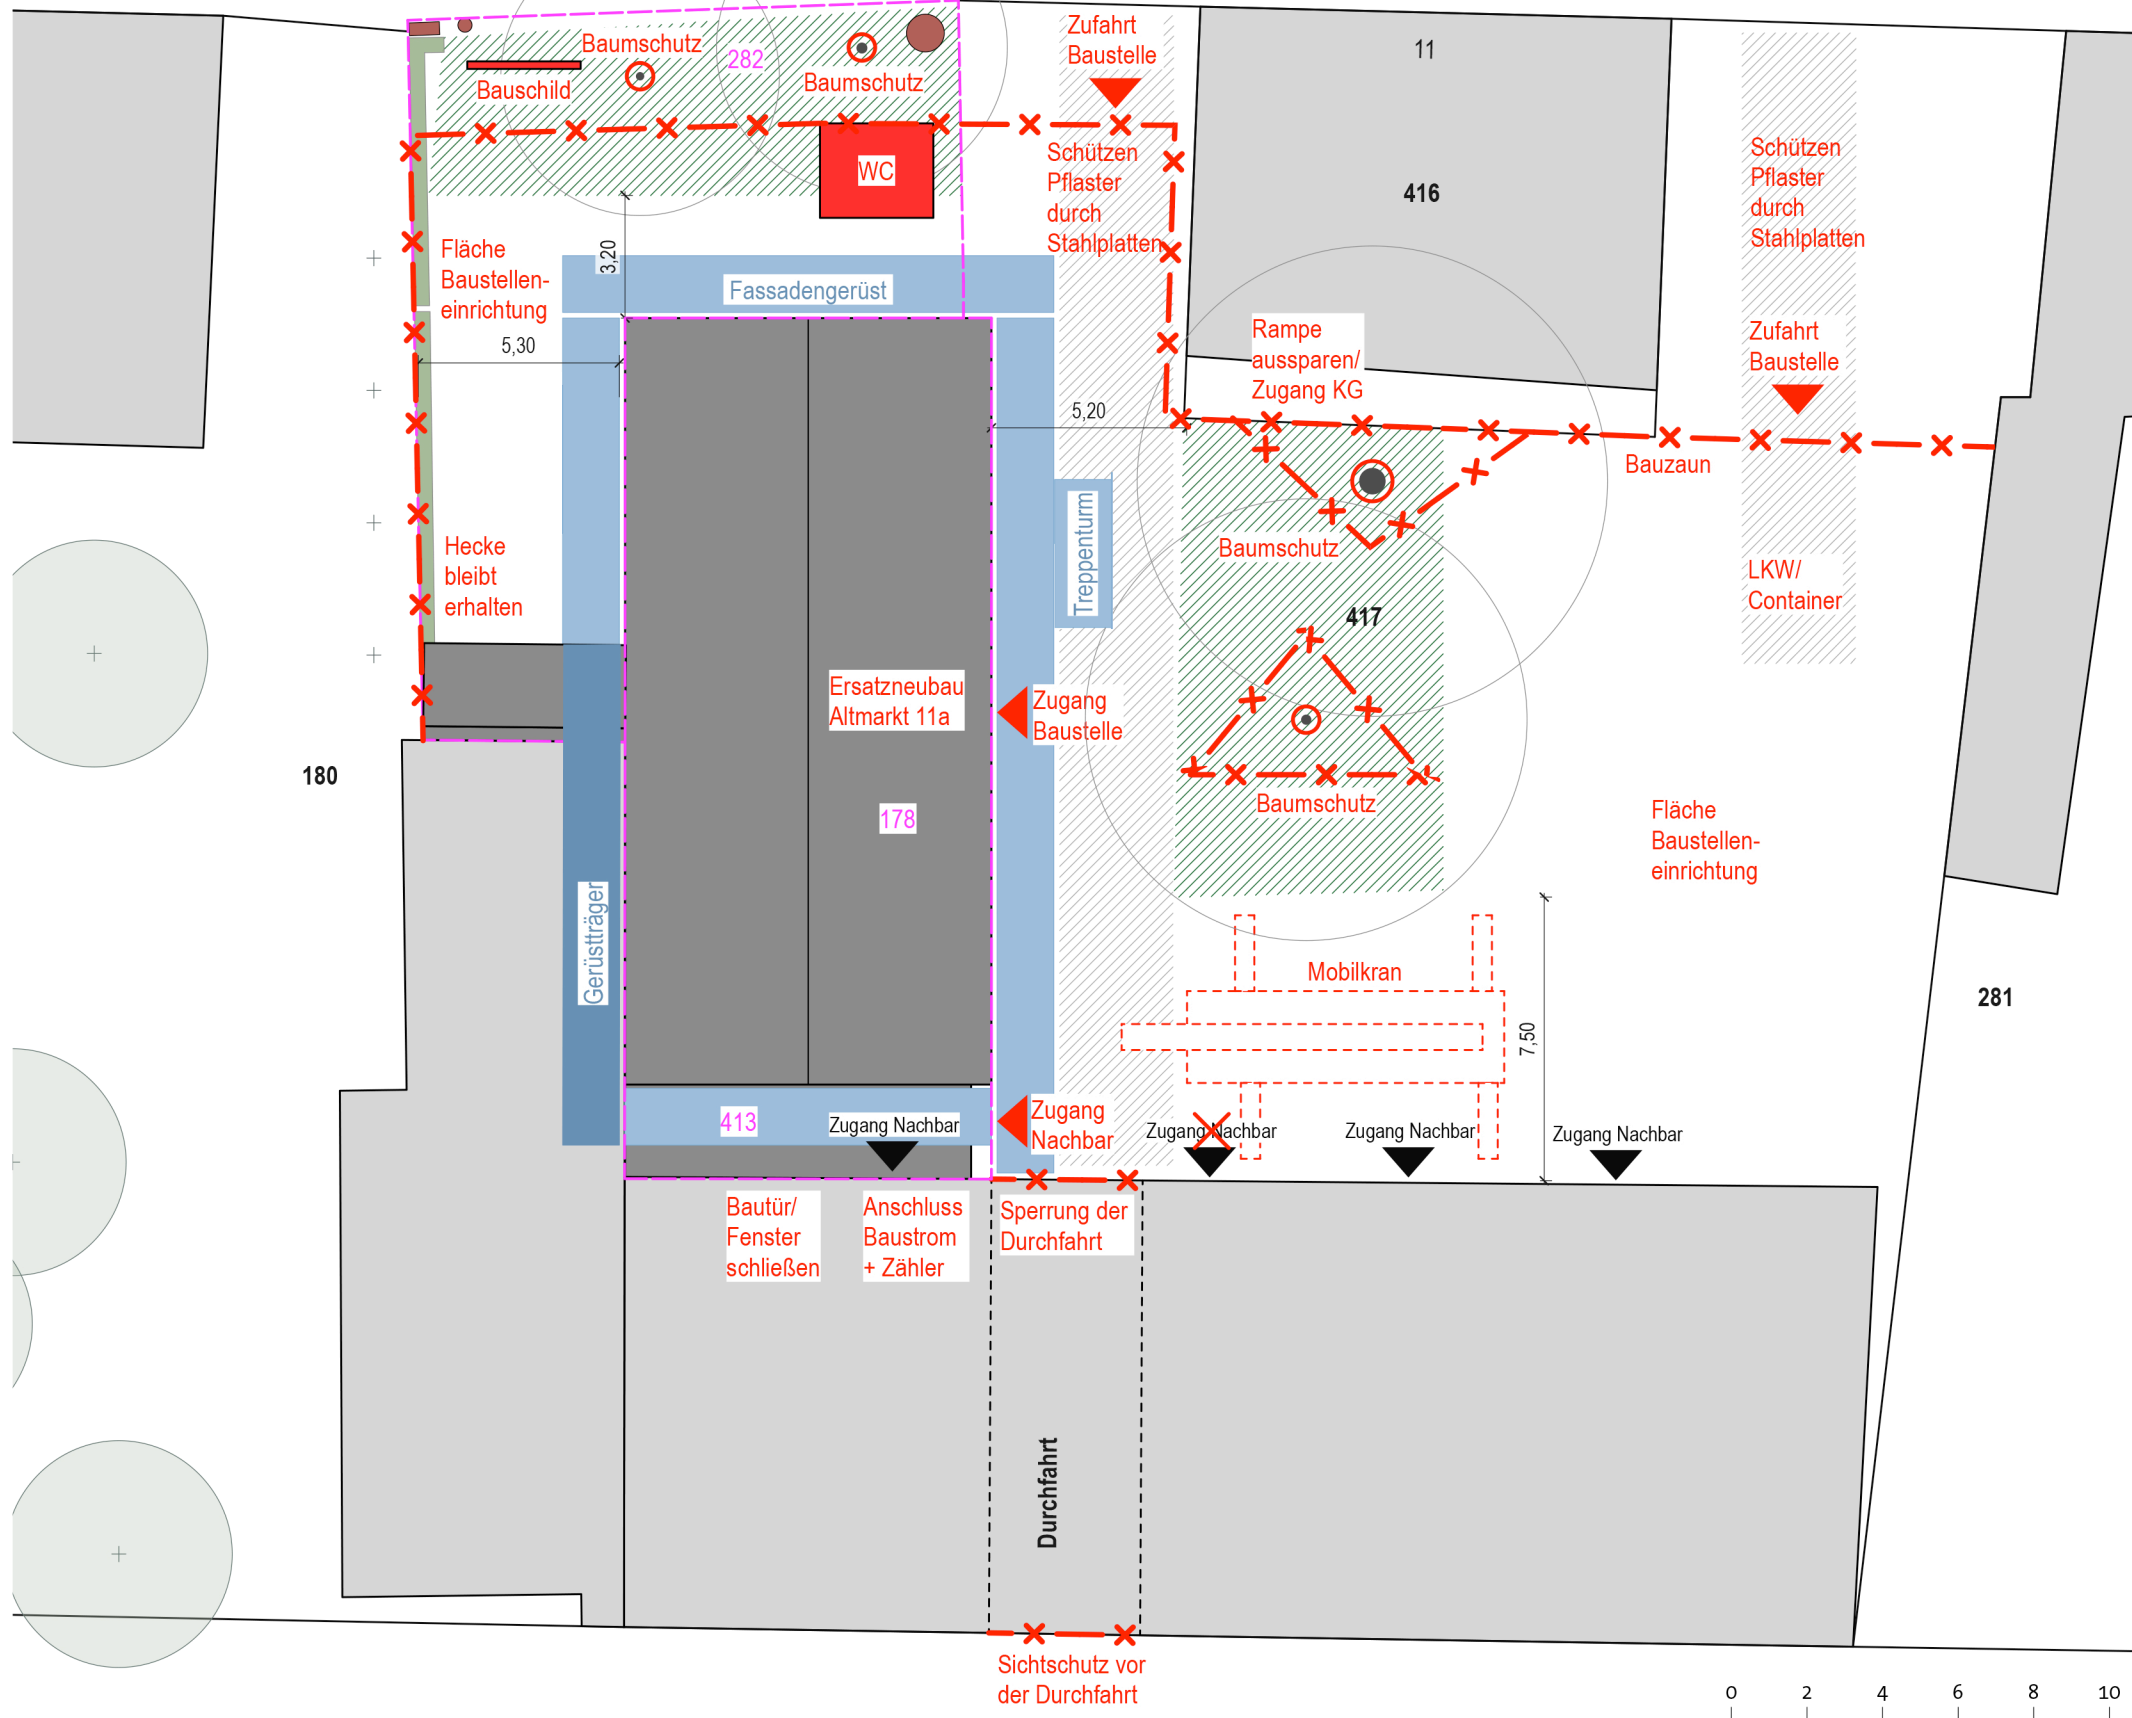 Zufahrt
Baustelle
11
Baumschutz
282
Baumschutz
Bauschild
WC
Schützen
Pflaster
durch
Stahlplatten
416
Schützen
Pflaster
durch
Stahlplatten
Fläche
Baustellen-
einrichtung
3,20
Fassadengerüst
5,30
Rampe
aussparen/
Zugang KG
Zufahrt
Baustelle
5,20
Bauzaun
Hecke
bleibt
erhalten
Treppenturm
Baumschutz
LKW/
Container
417
Ersatzneubau
Altmarkt 11a
Zugang
Baustelle
180
178
Baumschutz
Fläche
Baustellen-
einrichtung
Gerüstträger
Mobilkran
281
7,50
413
Zugang Nachbar
Zugang
Nachbar
Zugang Nachbar
Zugang Nachbar
Zugang Nachbar
Bautür/
Fenster
schließen
Anschluss
Baustrom
+ Zähler
Sperrung der
Durchfahrt
Durchfahrt
Sichtschutz vor
der Durchfahrt
0 2 4 6 8 10